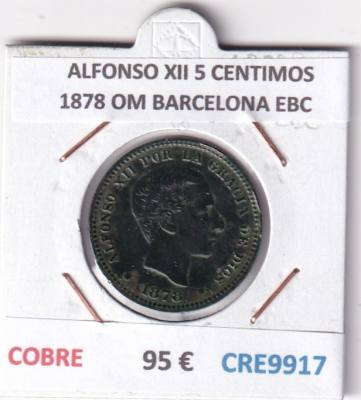 ALFONSO XII 5 CENTIMOS
1878 OM BARCELONA EBC
ALFONSO XII POR LA GRACIA DE DIOS
1878
COBRE 95 € CRE9917